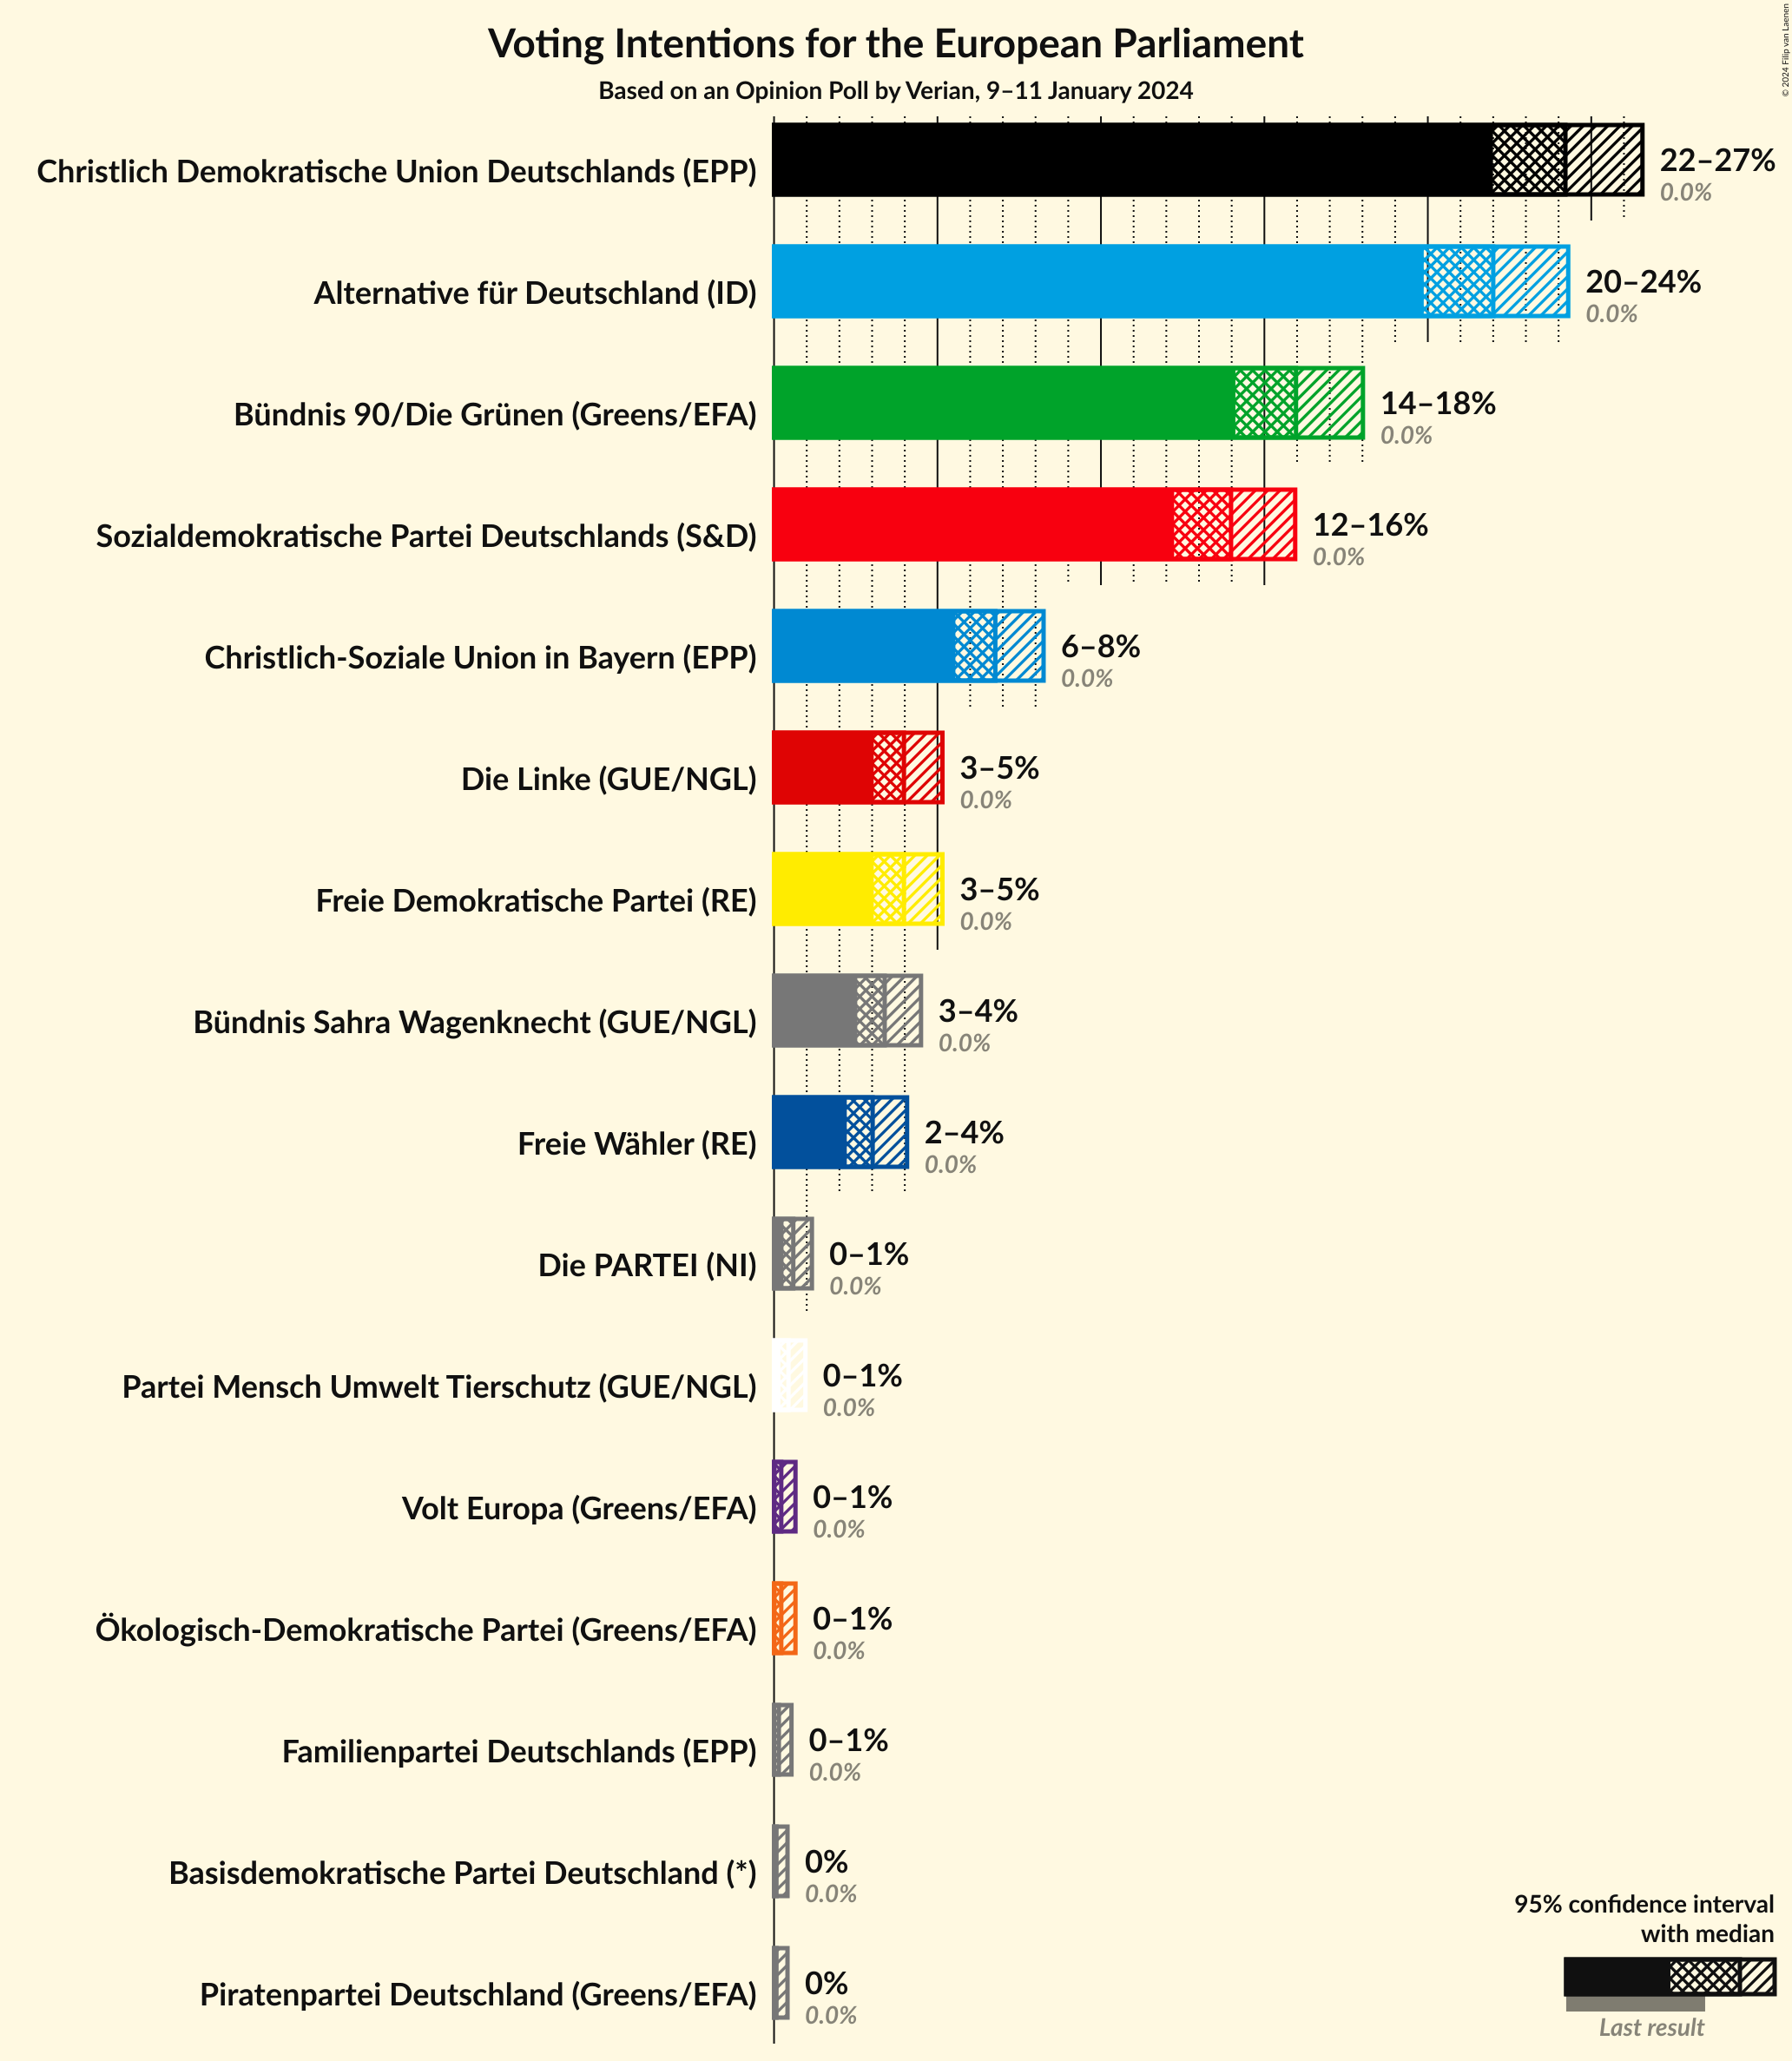 Voting Intentions for the European Parliament
Based on an Opinion Poll by Verian, 9–11 January 2024
© 2024 Filip van Laenen
Christlich Demokratische Union Deutschlands (EPP)
22–27%
0.0%
Alternative für Deutschland (ID)
20–24%
0.0%
Bündnis 90/Die Grünen (Greens/EFA)
14–18%
0.0%
Sozialdemokratische Partei Deutschlands (S&D)
12–16%
0.0%
Christlich-Soziale Union in Bayern (EPP)
6–8%
0.0%
Die Linke (GUE/NGL)
3–5%
0.0%
Freie Demokratische Partei (RE)
3–5%
0.0%
Bündnis Sahra Wagenknecht (GUE/NGL)
3–4%
0.0%
Freie Wähler (RE)
2–4%
0.0%
Die PARTEI (NI)
0–1%
0.0%
Partei Mensch Umwelt Tierschutz (GUE/NGL)
0–1%
0.0%
Volt Europa (Greens/EFA)
0–1%
0.0%
Ökologisch-Demokratische Partei (Greens/EFA)
0–1%
0.0%
Familienpartei Deutschlands (EPP)
0–1%
0.0%
Basisdemokratische Partei Deutschland (*)
0%
0.0%
Piratenpartei Deutschland (Greens/EFA)
0%
0.0%
95% confidence interval
with median
Last result